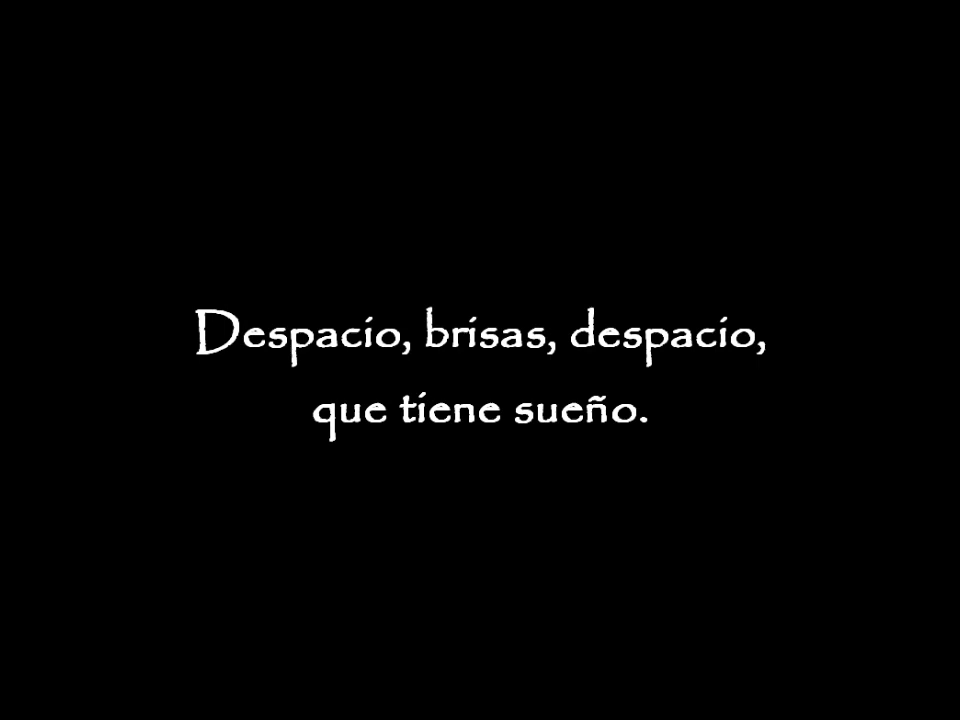 Despacio, brisas, despacio,
que tiene sueño.